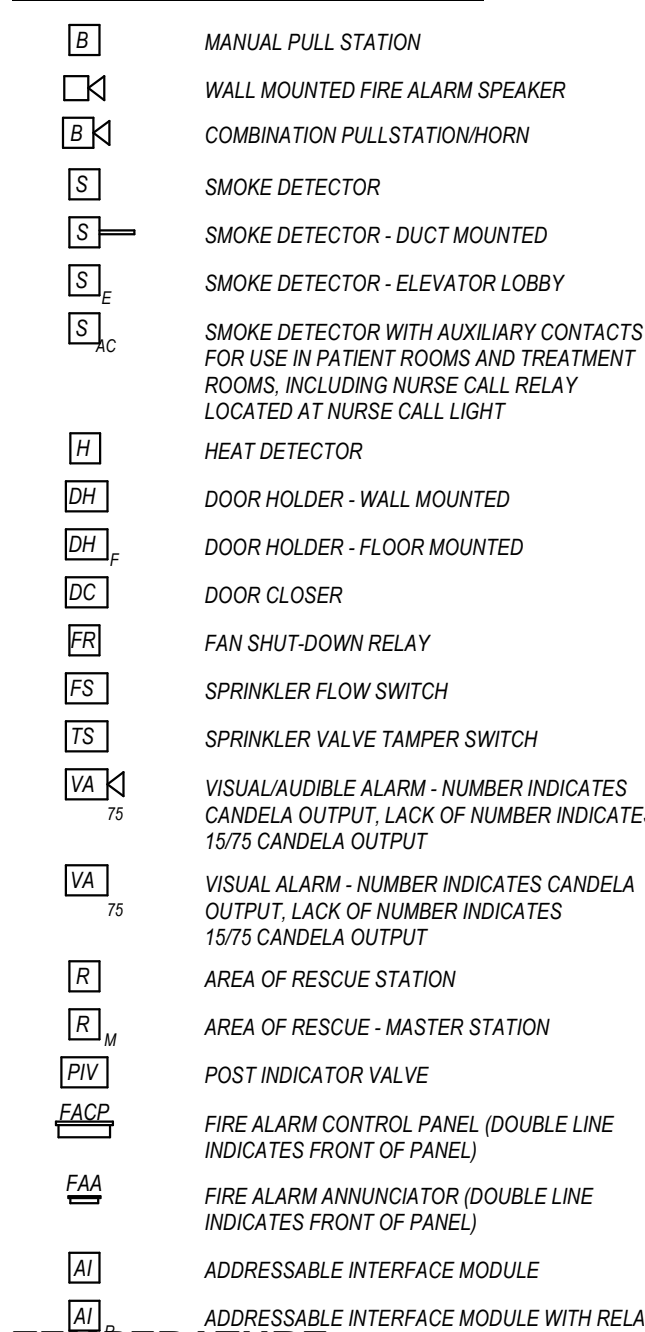 B MANUAL PULL STATION
WALL MOUNTED FIRE ALARM SPEAKER
B COMBINATION PULLSTATION/HORN
S SMOKE DETECTOR
S SMOKE DETECTOR - DUCT MOUNTED
S E SMOKE DETECTOR - ELEVATOR LOBBY
S AC SMOKE DETECTOR WITH AUXILIARY CONTACTS
FOR USE IN PATIENT ROOMS AND TREATMENT
ROOMS, INCLUDING NURSE CALL RELAY
LOCATED AT NURSE CALL LIGHT
H HEAT DETECTOR
DH DOOR HOLDER - WALL MOUNTED
DH F DOOR HOLDER - FLOOR MOUNTED
DC DOOR CLOSER
FR FAN SHUT-DOWN RELAY
FS SPRINKLER FLOW SWITCH
TS SPRINKLER VALVE TAMPER SWITCH
VA VISUAL/AUDIBLE ALARM - NUMBER INDICATES
75 CANDELA OUTPUT, LACK OF NUMBER INDICATES
15/75 CANDELA OUTPUT
VA VISUAL ALARM - NUMBER INDICATES CANDELA
75 OUTPUT, LACK OF NUMBER INDICATES
15/75 CANDELA OUTPUT
R AREA OF RESCUE STATION
R M AREA OF RESCUE - MASTER STATION
PIV POST INDICATOR VALVE
FACP FIRE ALARM CONTROL PANEL (DOUBLE LINE
INDICATES FRONT OF PANEL)
FAA FIRE ALARM ANNUNCIATOR (DOUBLE LINE
INDICATES FRONT OF PANEL)
AI ADDRESSABLE INTERFACE MODULE
AI ADDRESSABLE INTERFACE MODULE WITH RELA